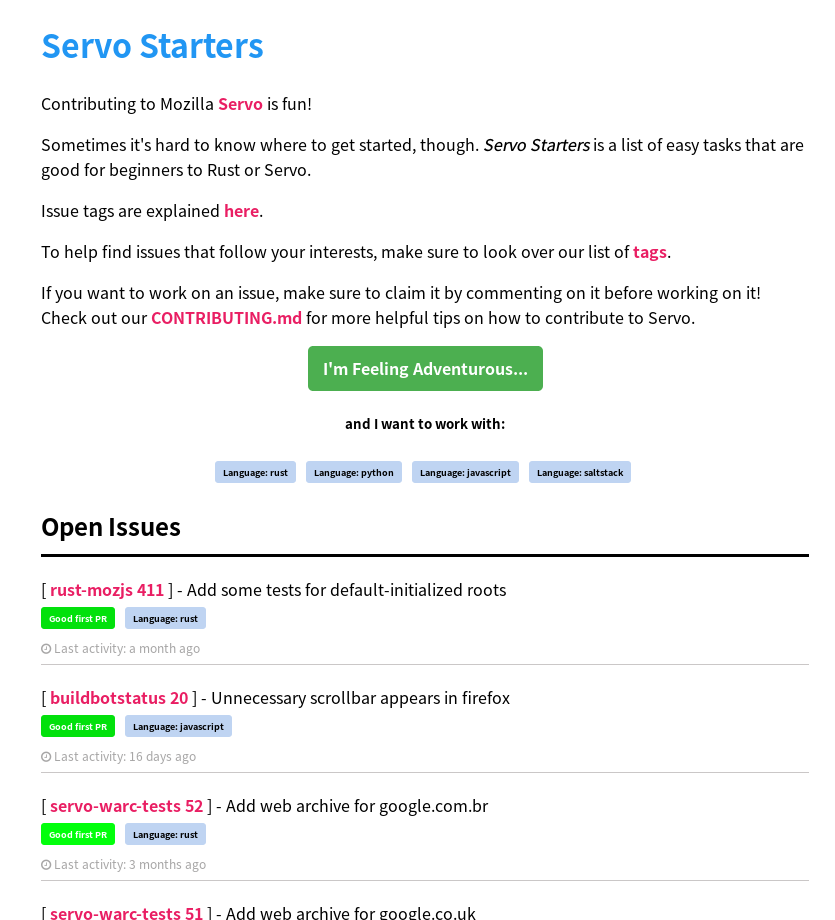 Servo Starters
Contributing to Mozilla Servo is fun!
Sometimes it's hard to know where to get started, though. Servo Starters is a list of easy tasks that are
good for beginners to Rust or Servo.
Issue tags are explained here.
To help find issues that follow your interests, make sure to look over our list of tags.
If you want to work on an issue, make sure to claim it by commenting on it before working on it!
Check out our CONTRIBUTING.md for more helpful tips on how to contribute to Servo.
I'm Feeling Adventurous...
and I want to work with:
Language: rust Language: python Language: javascript Language: saltstack
Open Issues
[ rust-mozjs 411 ] - Add some tests for default-initialized roots
Good first PR Language: rust
Last activity: a month ago
[ buildbotstatus 20 ] - Unnecessary scrollbar appears in firefox
Good first PR Language: javascript
Last activity: 16 days ago
[ servo-warc-tests 52 ] - Add web archive for google.com.br
Good first PR Language: rust
Last activity: 3 months ago
[ servo-warc-tests 51 ] - Add web archive for google.co.uk